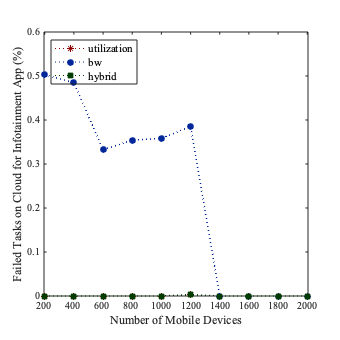 Failed Tasks on Cloud for Infotainment App (%)
0.6
0.5
0.4
0.3
0.2
0.1
0
utilization
bw
hybrid
200 400 600 800 1000 1200 1400 1600 1800 2000
Number of Mobile Devices